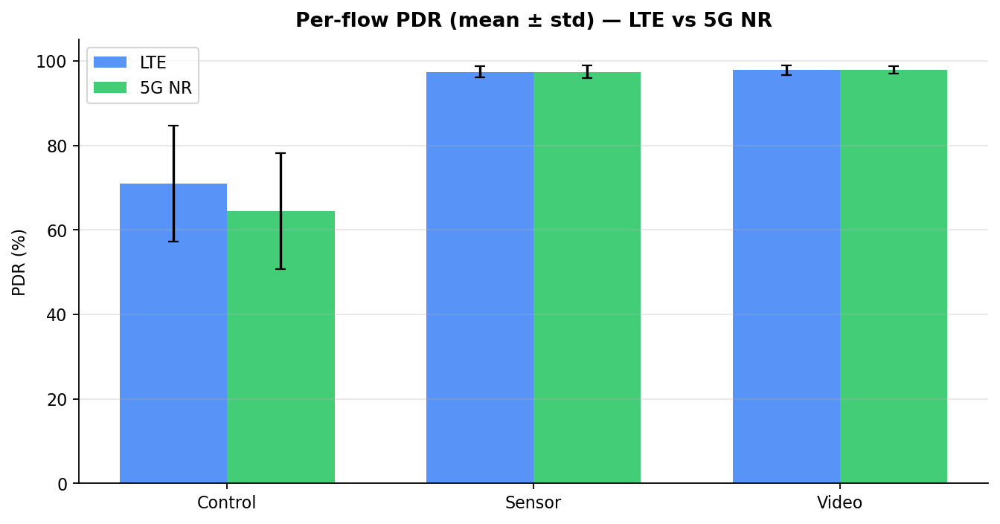 Per-flow PDR (mean ± std) — LTE vs 5G NR
LTE
5G NR
PDR (%)
100
80
60
40
20
0
Control
Sensor
Video